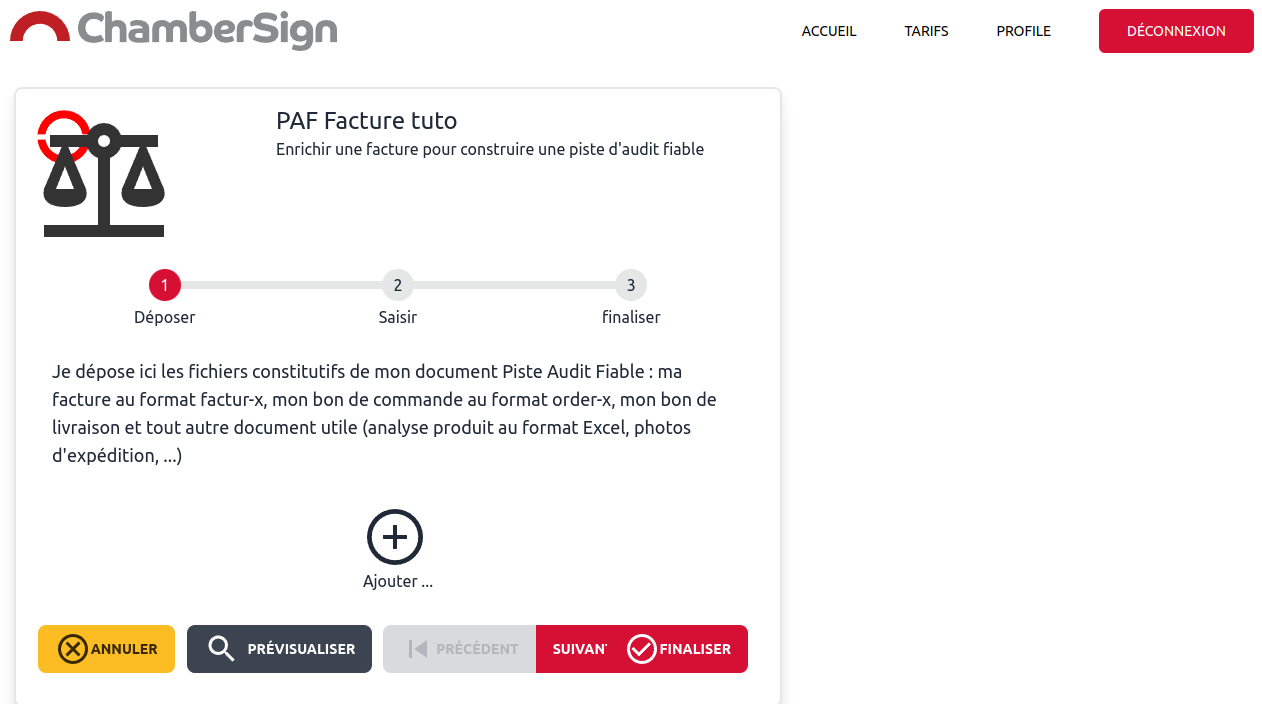 ChamberSign
ACCUEIL
TARIFS
PROFILE
DÉCONNEXION
PAF Facture tuto
Enrichir une facture pour construire une piste d'audit fiable
1
2
3
Déposer
Saisir
finaliser
Je dépose ici les fichiers constitutifs de mon document Piste Audit Fiable : ma
facture au format factur-x, mon bon de commande au format order-x, mon bon de
livraison et tout autre document utile (analyse produit au format Excel, photos
d'expédition, ...)
Ajouter ...
ANNULER
PRÉVISUALISER
PRÉCÉDENT
SUIVANT
FINALISER